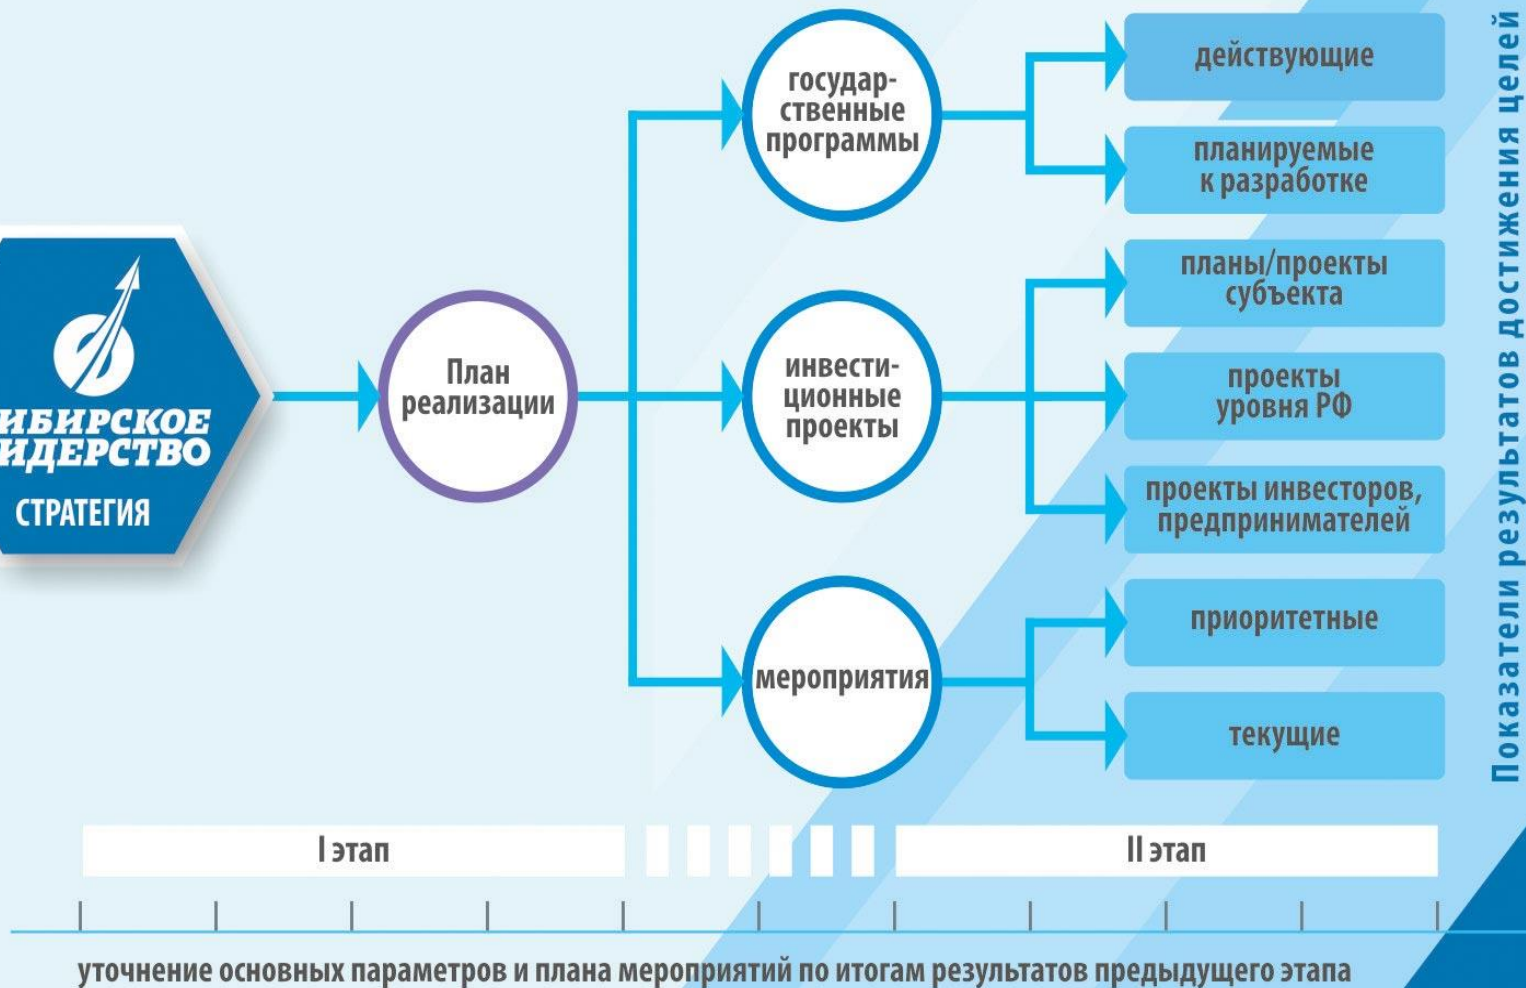 ИБИРСКОЕ
ИДЕРСТВО
СТРАТЕГИЯ
План
реализации
государ-
ственные
программы
инвести-
ционные
проекты
мероприятия
действующие
планируемые
к разработке
планы/проекты
субъекта
проекты
уровня РФ
проекты инвесторов,
предпринимателей
приоритетные
текущие
Показатели результатов достижения целей
I этап
II этап
уточнение основных параметров и плана мероприятий по итогам результатов предыдущего этапа